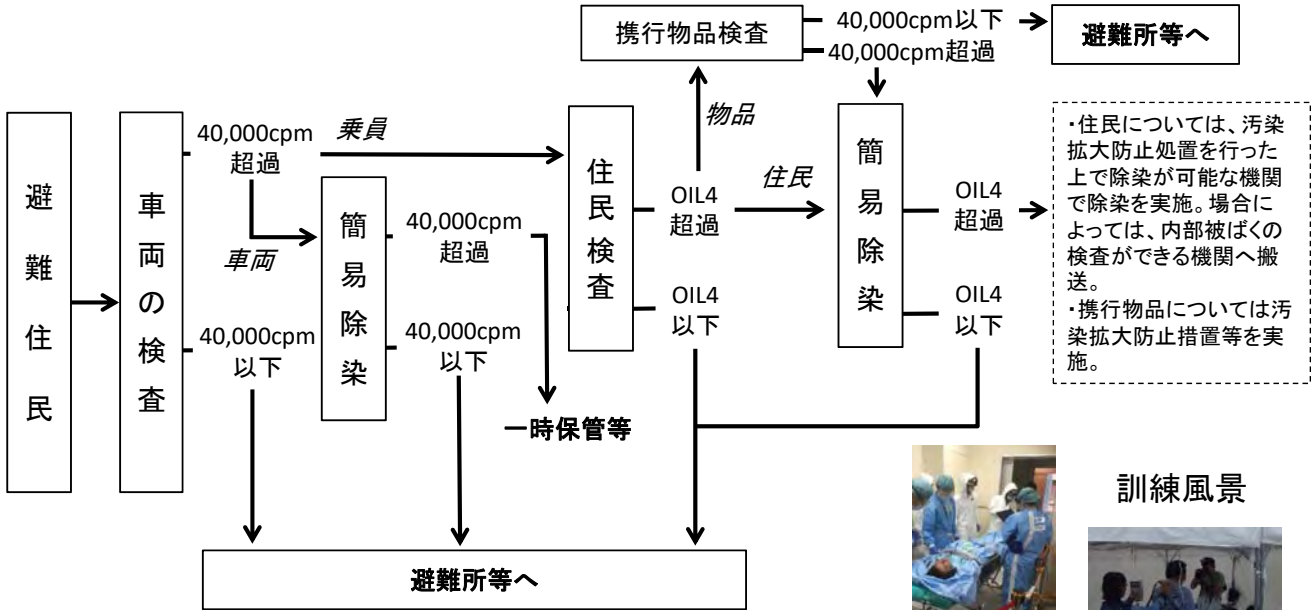 携行物品検査
40,000cpm以下
40,000cpm超過
避難所等へ
避難住民
車両の検査
40,000cpm
超過
乗員
車両
40,000cpm
以下
簡易除染
40,000cpm
超過
40,000cpm
以下
一時保管等
住民検査
物品
OIL4
超過
住民
OIL4
以下
簡易除染
OIL4
超過
OIL4
以下
・住民については、汚染
拡大防止処置を行った
上で除染が可能な機関
で除染を実施。場合に
よっては、内部被ばくの
検査ができる機関へ搬
送。
・携行物品については汚
染拡大防止措置等を実
施。
訓練風景
避難所等へ